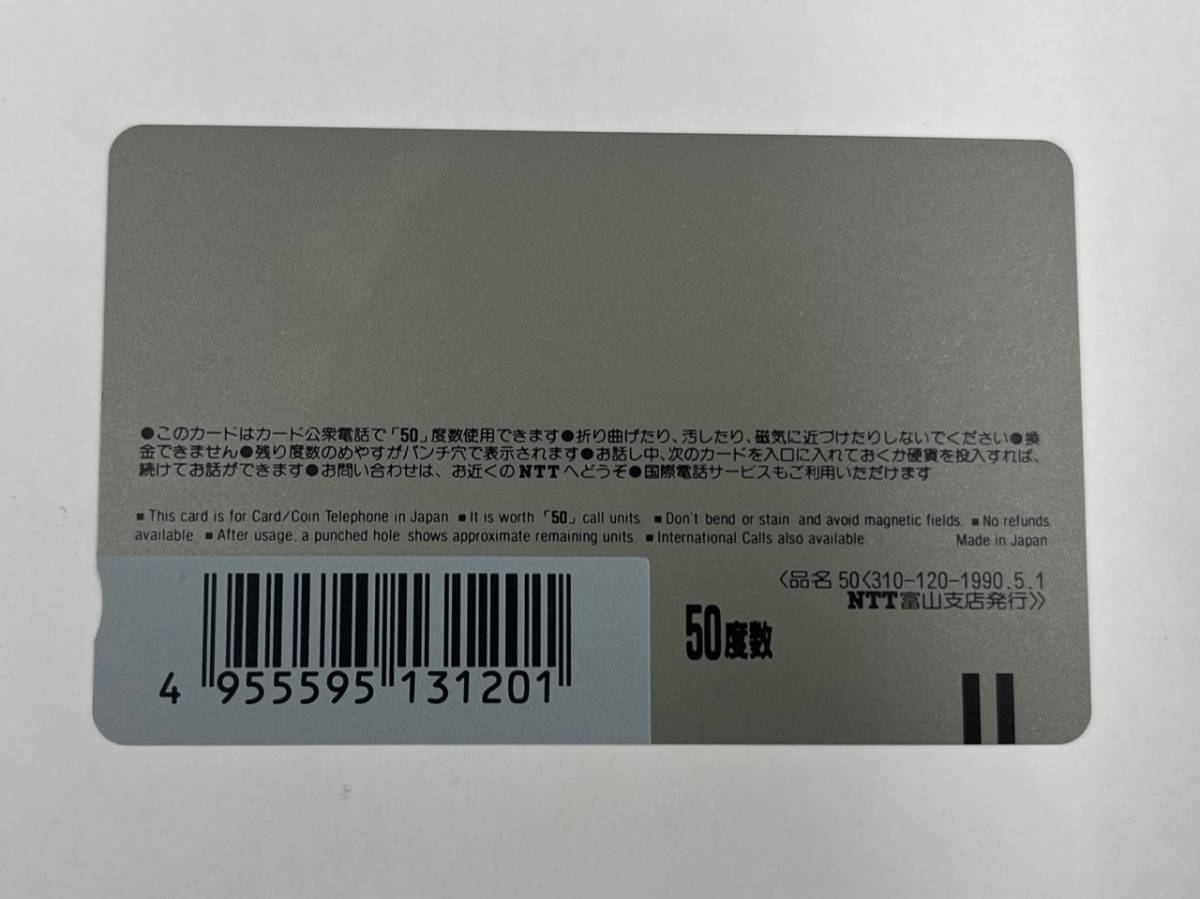 ●このカードはカード公衆電話で「50」度数使用できます●折り曲げたり、汚したり、磁気に近づけたりしないでください●換
金できません●残り度数のめやすがパンチ穴で表示されます●お話し中、次のカードを入口に入れておくか硬貨を投入すれば、
続けてお話ができます●お問い合わせは、お近くのNTTへどうぞ●国際電話サービスもご利用いただけます
■This card is for Card/Coin Telephone in Japan. ■It is worth「50」call units. ■Don't bend or stain and avoid magnetic fields. ■No refunds
available. ■After usage, a punched hole shows approximate remaining units. ■International Calls also available. Made in Japan
〈品名 50〈310-120-1990.5.1
NTT富山支店発行》
50度数
4 955595 131201